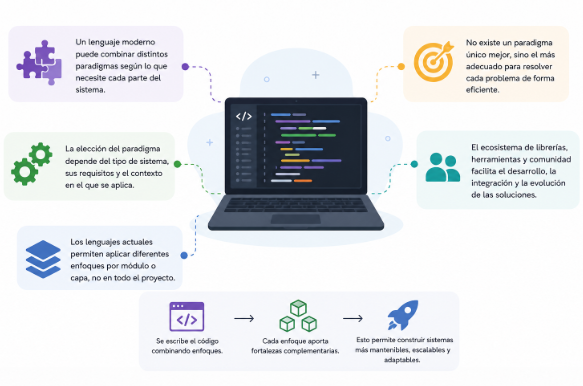 Un lenguaje moderno
puede combinar distintos
paradigmas según lo que
necesite cada parte del
sistema.
No existe un paradigma
único mejor, sino el más
adecuado para resolver
cada problema de forma
eficiente.
</>
La elección del paradigma
depende del tipo de sistema,
sus requisitos y el contexto
en el que se aplica.
El ecosistema de librerías,
herramientas y comunidad
facilita el desarrollo, la
integración y la evolución
de las soluciones.
Los lenguajes actuales
permiten aplicar diferentes
enfoques por módulo o
capa, no en todo el proyecto.
</>
Se escribe el código
combinando enfoques.
Cada enfoque aporta
fortalezas complementarias.
Esto permite construir sistemas
más mantenibles, escalables y
adaptables.